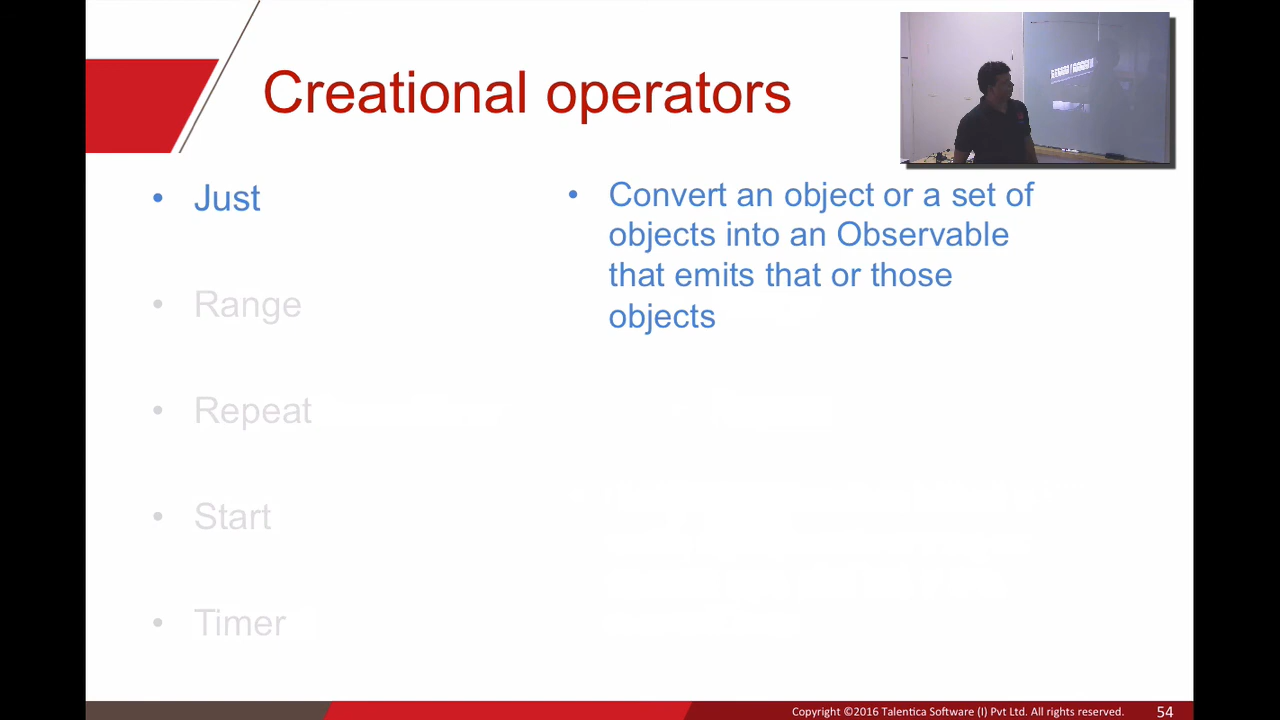 Creational operators
• Just
• Convert an object or a set of
objects into an Observable
that emits that or those
objects
• Range
• Repeat
• Start
• Timer
Copyright ©2016 Talentica Software (I) Pvt Ltd. All rights reserved.
54